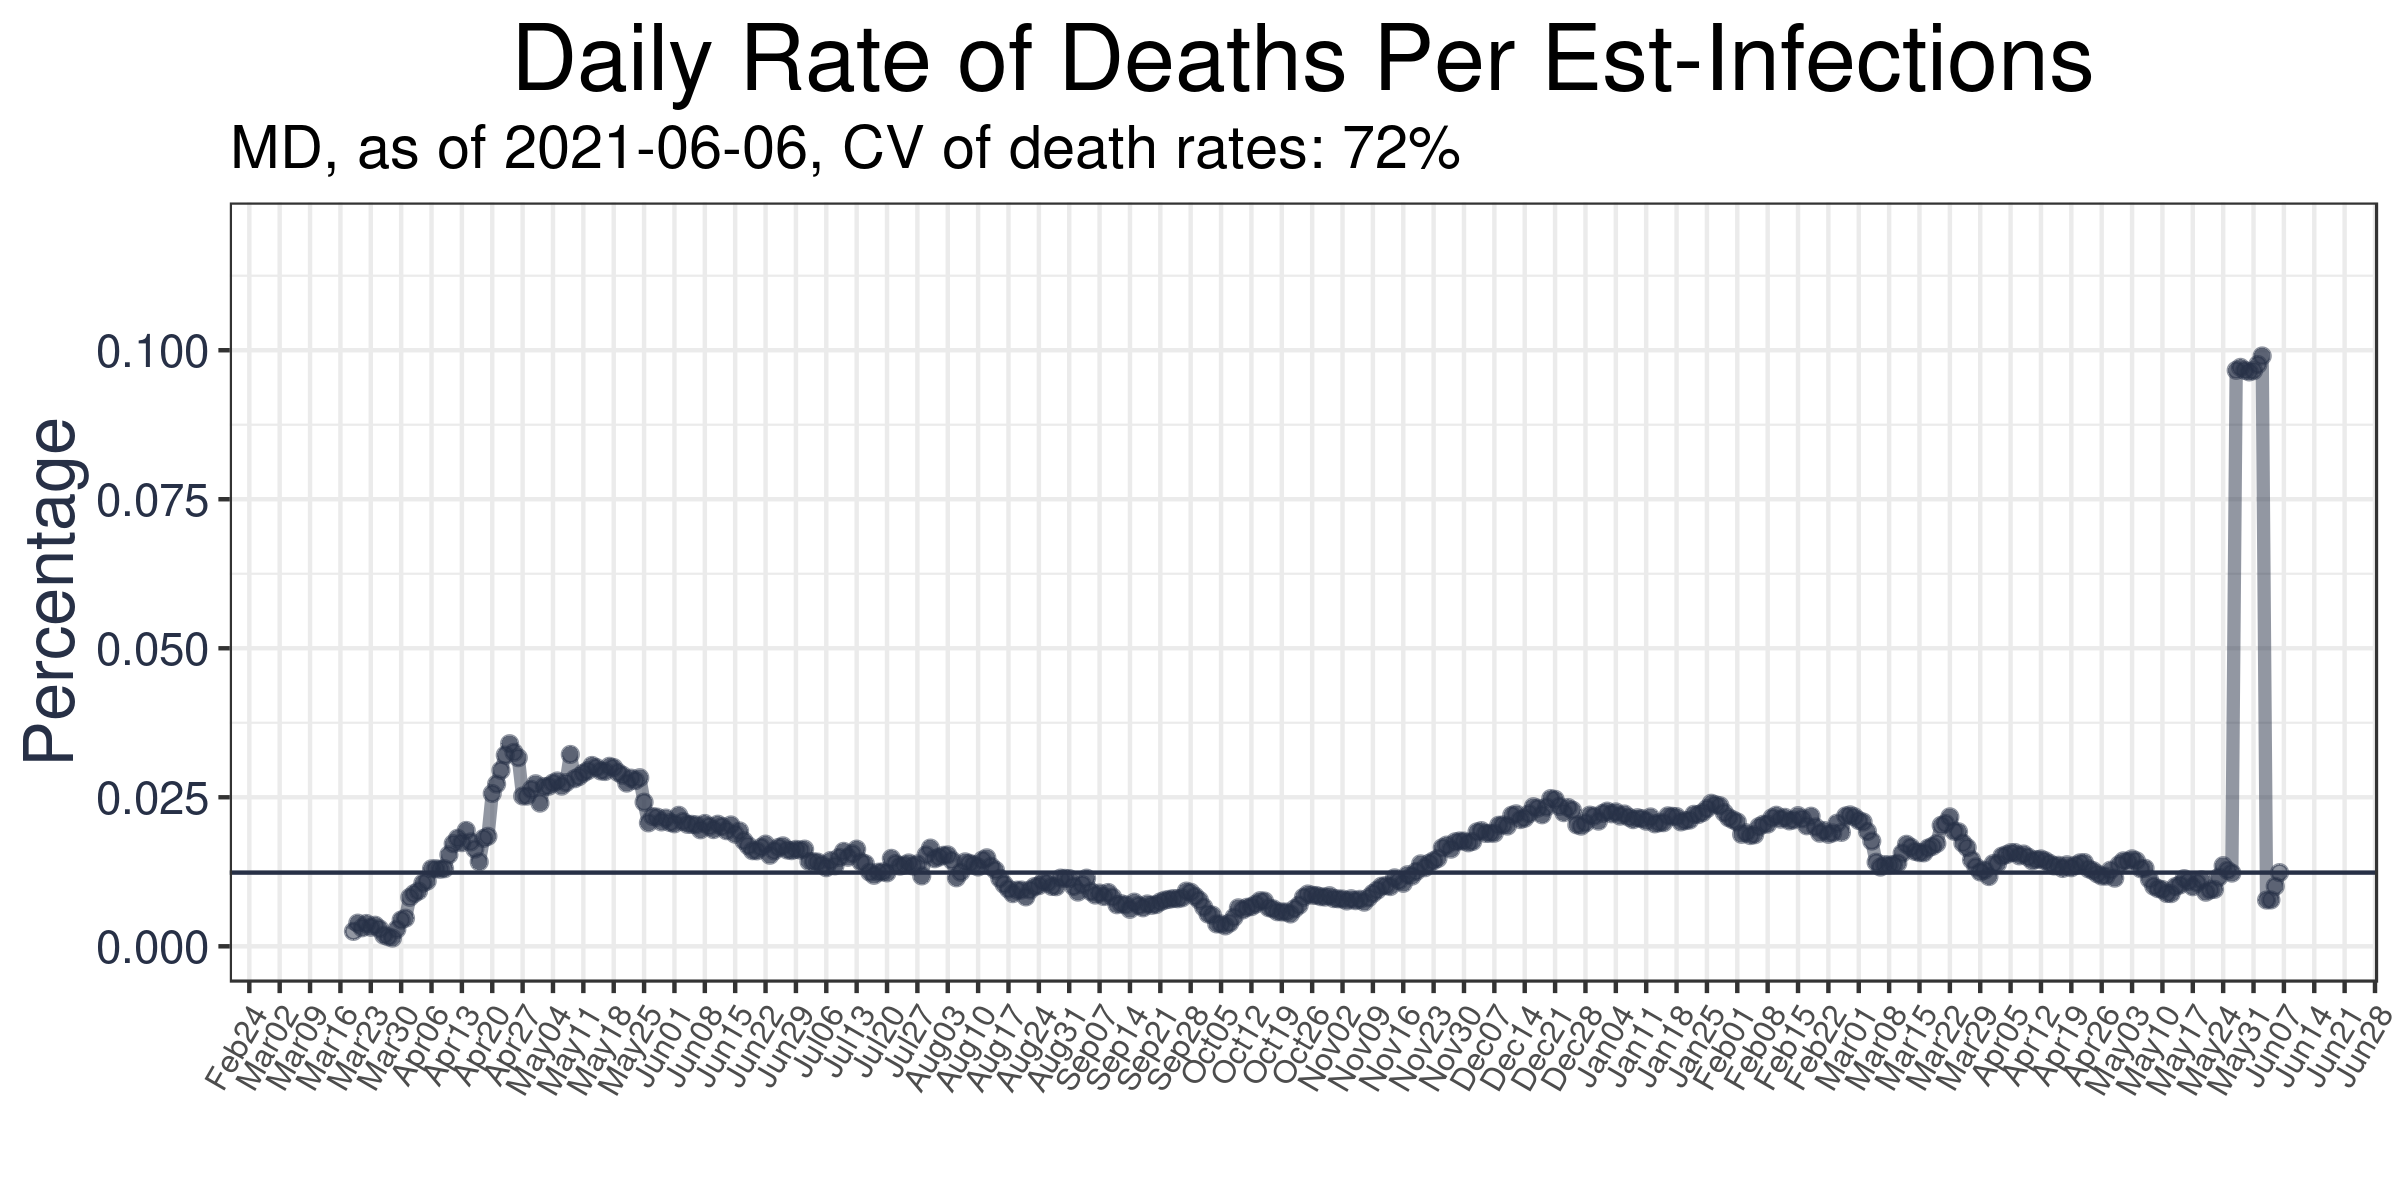 Daily Rate of Deaths Per Est-Infections
MD, as of 2021-06-06, CV of death rates: 72%
Percentage
0.100
0.075
0.050
0.025
0.000
Feb24
Mar02
Mar09
Mar16
Mar23
Mar30
Apr06
Apr13
Apr20
Apr27
May04
May11
May18
May25
Jun01
Jun08
Jun15
Jun22
Jun29
Jul06
Jul13
Jul20
Jul27
Aug03
Aug10
Aug17
Aug24
Aug31
Sep07
Sep14
Sep21
Sep28
Oct05
Oct12
Oct19
Oct26
Nov02
Nov09
Nov16
Nov23
Nov30
Dec07
Dec14
Dec21
Dec28
Jan04
Jan11
Jan18
Jan25
Feb01
Feb08
Feb15
Feb22
Mar01
Mar08
Mar15
Mar22
Mar29
Apr05
Apr12
Apr19
Apr26
May03
May10
May17
May24
May31
Jun07
Jun14
Jun21
Jun28